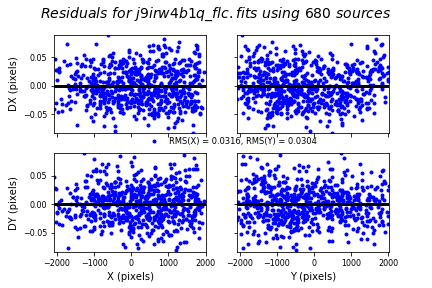 Residuals for j9irw4b1q_flc.fits using 680 sources
DX (pixels)
0.05
0.00
−0.05
RMS(X) = 0.0316, RMS(Y) = 0.0304
DY (pixels)
0.05
0.00
−0.05
−2000 −1000 0 1000 2000
−2000 −1000 0 1000 2000
X (pixels)
Y (pixels)